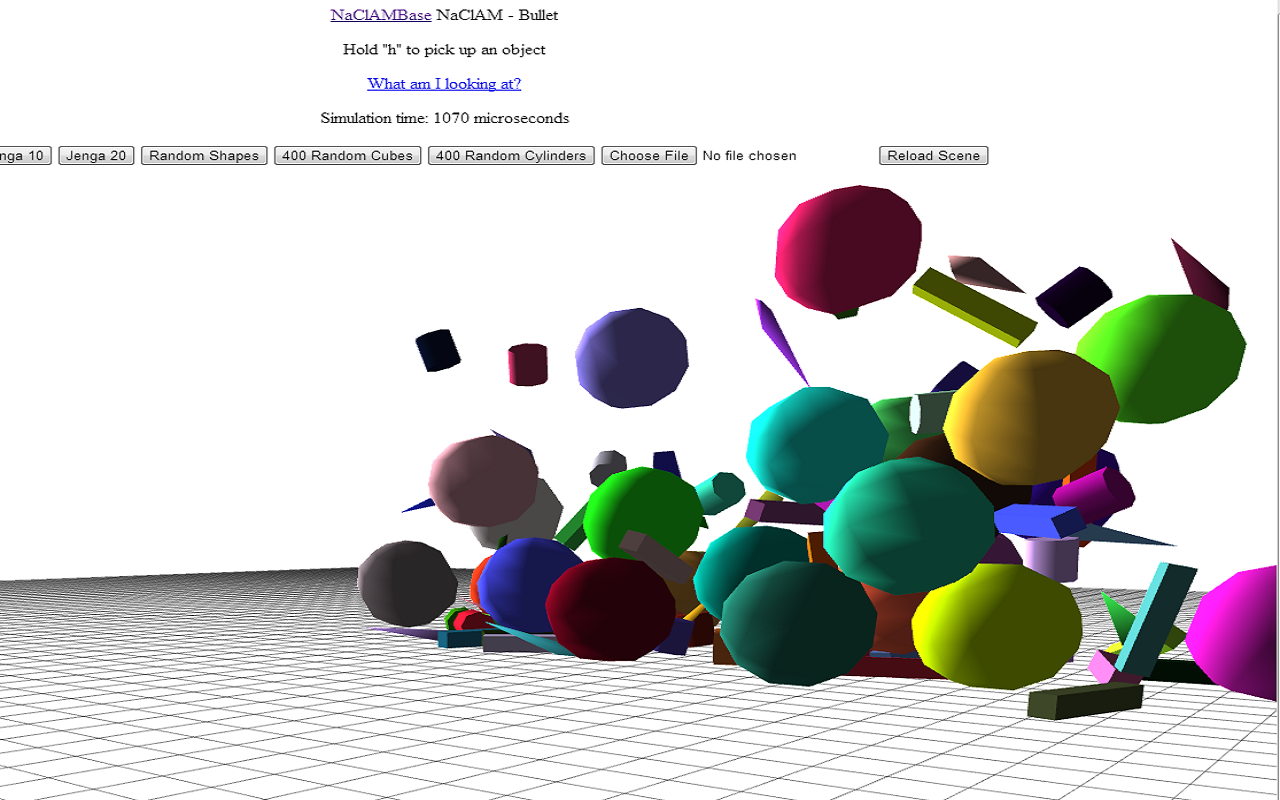 NaClAMBase NaClAM - Bullet
Hold "h" to pick up an object
What am I looking at?
Simulation time: 1070 microseconds
nga 10 Jenga 20 Random Shapes 400 Random Cubes 400 Random Cylinders Choose File No file chosen Reload Scene